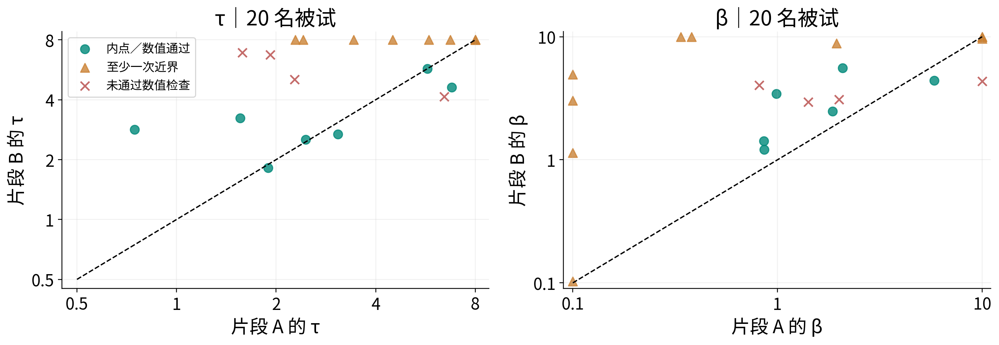 τ｜20 名被试
8
4
2
1
0.5
内点／数值通过
至少一次近界
未通过数值检查
0.5
1
2
4
8
片段 A 的 τ
片段 B 的 τ
β｜20 名被试
10
1
0.1
0.1
1
10
片段 A 的 β
片段 B 的 β